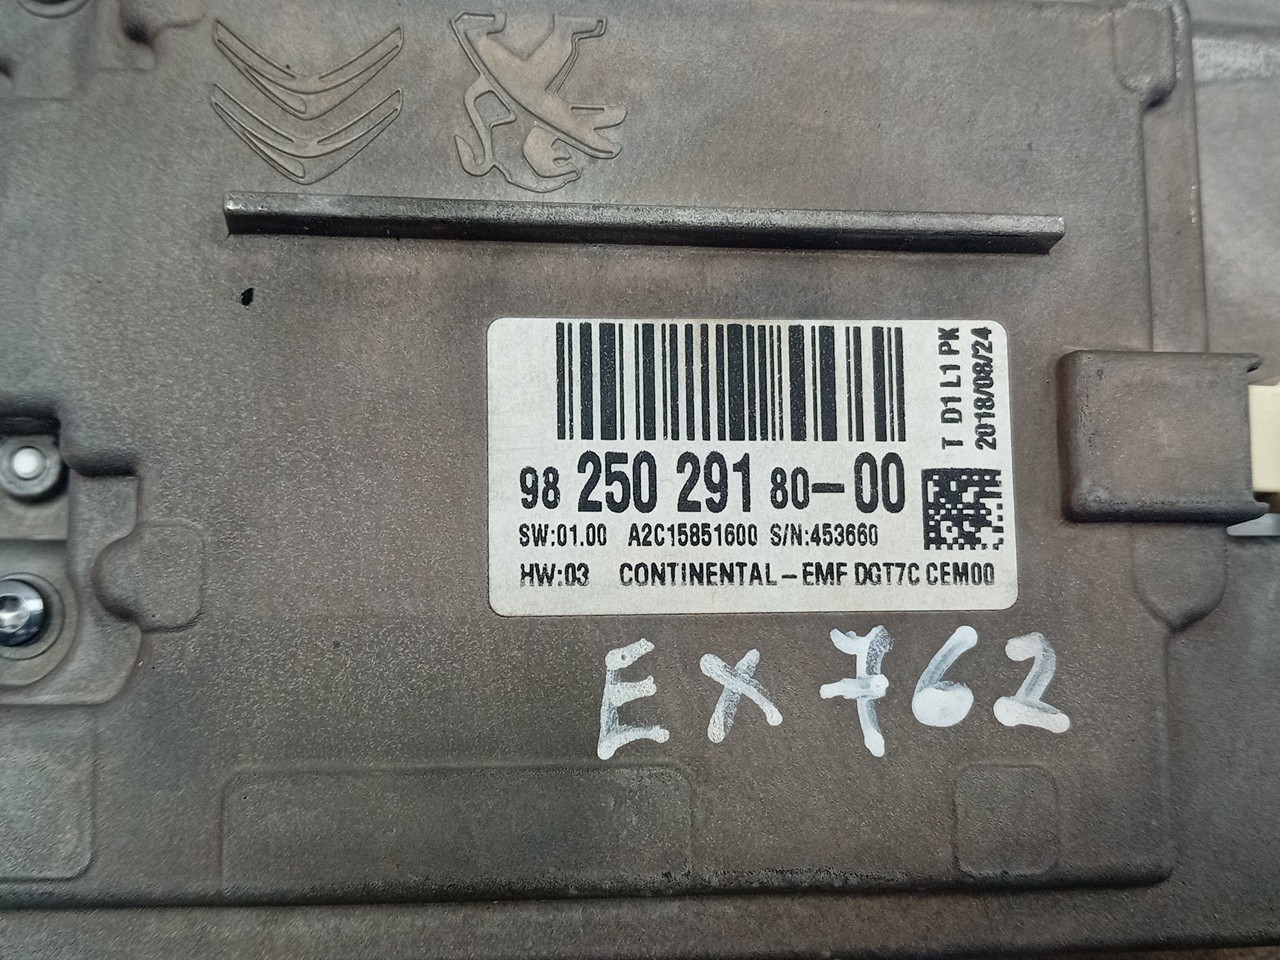 98 250 291 80-00
SW:01.00 A2C15851600 S/N:453660
HW:03 CONTINENTAL-EMF DGT7C CEM00
T D1 L1 PK
2018/08/24
EX762